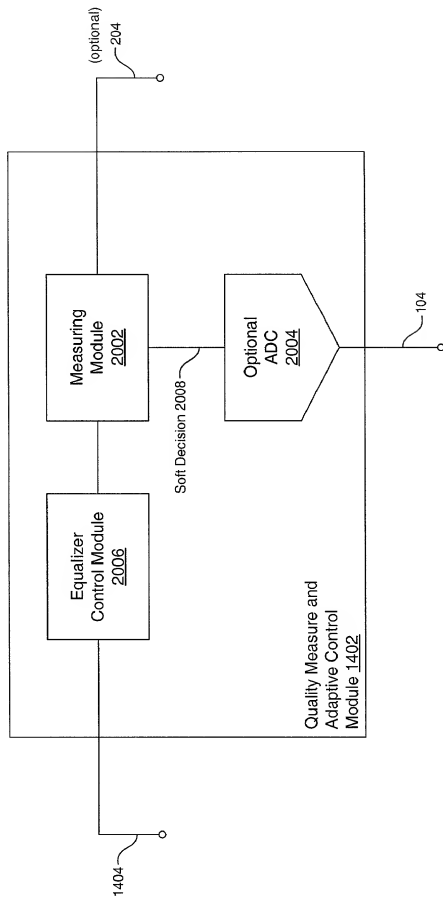 (optional)
204
Measuring
Module
2002
Optional
ADC
2004
104
Soft Decision 2008
Equalizer
Control Module
2006
Quality Measure and
Adaptive Control
Module 1402
1404